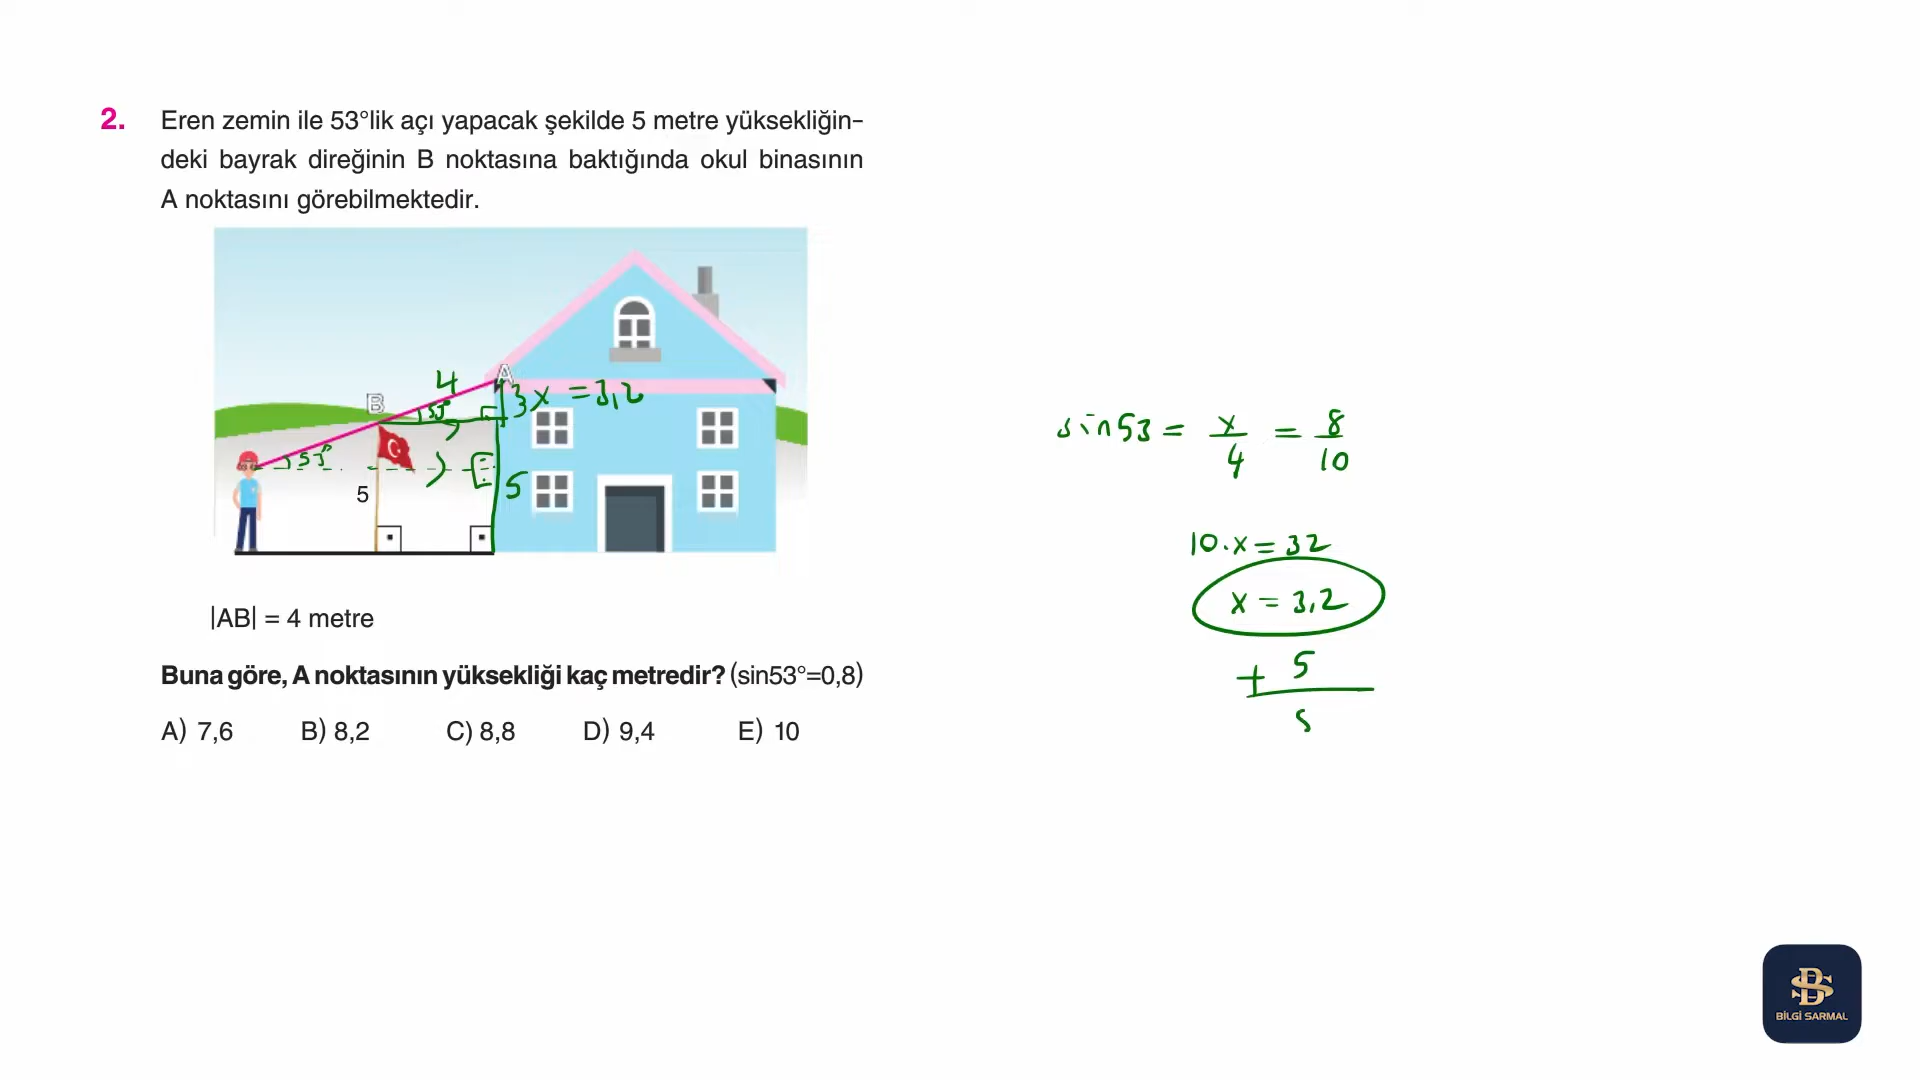 2. Eren zemin ile 53°lik açı yapacak şekilde 5 metre yüksekliğin-
deki bayrak direğinin B noktasına baktığında okul binasının
A noktasını görebilmektedir.
A
4
B
53°
3x = 3,2
53°
5
5
|AB| = 4 metre
Buna göre, A noktasının yüksekliği kaç metredir? (sin53°=0,8)
A) 7,6 B) 8,2 C) 8,8 D) 9,4 E) 10
sin53 = x/4 = 8/10
10.x = 32
x = 3,2
+ 5
s
BİLGİ SARMAL